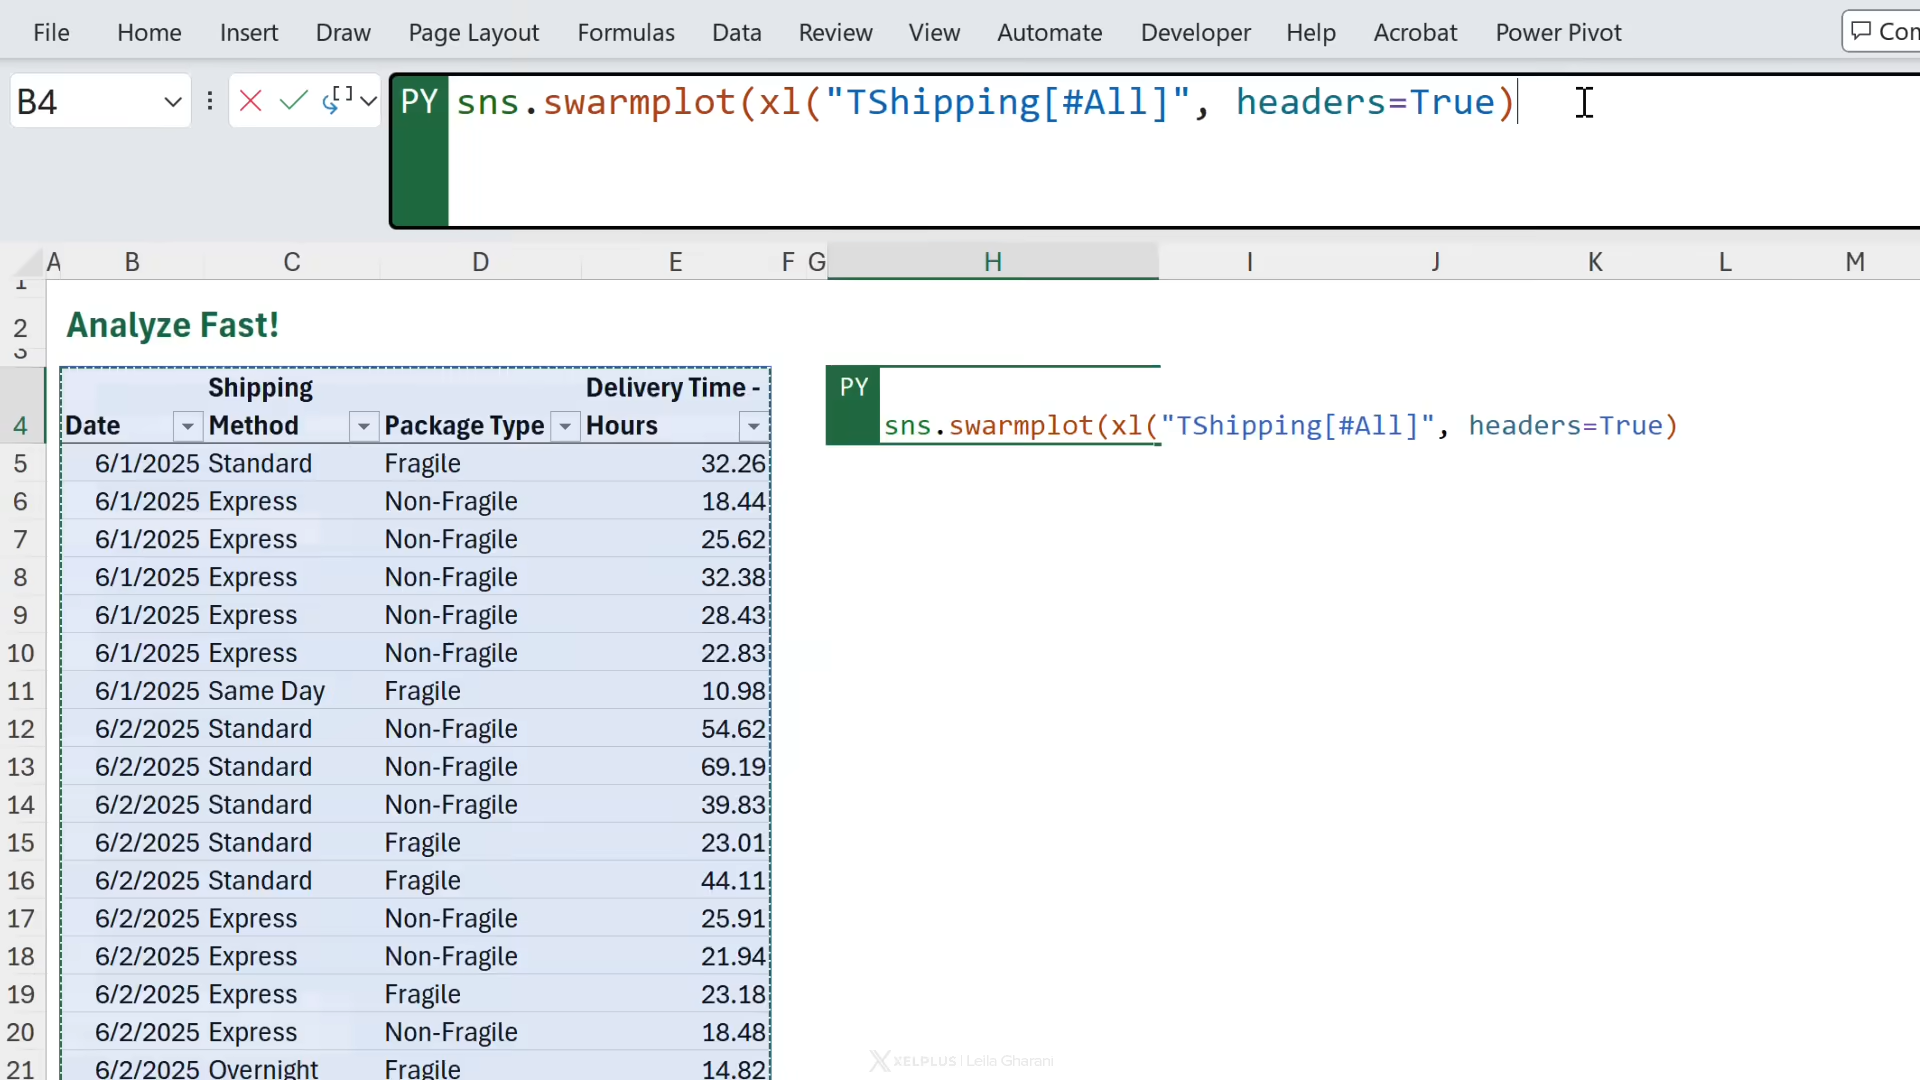 File Home Insert Draw Page Layout Formulas Data Review View Automate Developer Help Acrobat Power Pivot Con
B4 PY sns.swarmplot(xl("TShipping[#All]", headers=True)
A B C D E F G H I J K L M
1
2 Analyze Fast!
3
Shipping Delivery Time -
4 Date Method Package Type Hours
PY
sns.swarmplot(xl("TShipping[#All]", headers=True)
5 6/1/2025 Standard Fragile 32.26
6 6/1/2025 Express Non-Fragile 18.44
7 6/1/2025 Express Non-Fragile 25.62
8 6/1/2025 Express Non-Fragile 32.38
9 6/1/2025 Express Non-Fragile 28.43
10 6/1/2025 Express Non-Fragile 22.83
11 6/1/2025 Same Day Fragile 10.98
12 6/2/2025 Standard Non-Fragile 54.62
13 6/2/2025 Standard Non-Fragile 69.19
14 6/2/2025 Standard Non-Fragile 39.83
15 6/2/2025 Standard Fragile 23.01
16 6/2/2025 Standard Fragile 44.11
17 6/2/2025 Express Non-Fragile 25.91
18 6/2/2025 Express Non-Fragile 21.94
19 6/2/2025 Express Fragile 23.18
20 6/2/2025 Express Non-Fragile 18.48
21 6/2/2025 Overnight Fragile 14.82
XELPLUS | Leila Gharani